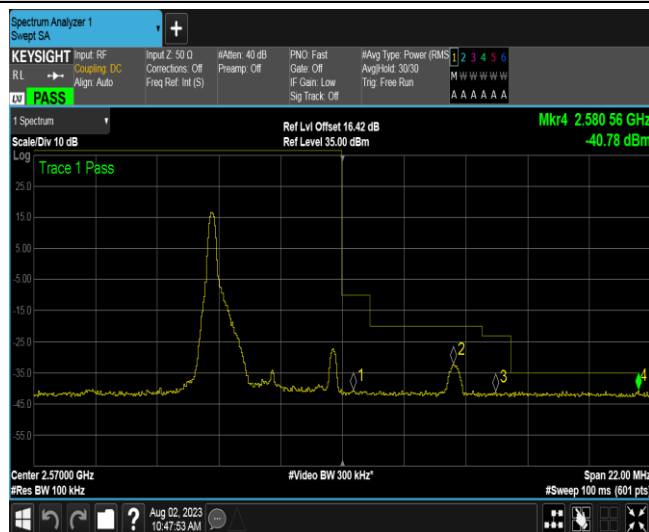 Spectrum Analyzer 1
Swept SA
+
KEYSIGHT Input: RF Input Z: 50 Ω #Atten: 40 dB PNO: Fast #Avg Type: Power (RMS 1 2 3 4 5 6
R L Coupling: DC Corrections: Off Preamp: Off Gate: Off Avg|Hold: 30/30 M W W W W W
Align: Auto Freq Ref: Int (S) IF Gain: Low Trig: Free Run
LXI PASS Sig Track: Off A A A A A A
1 Spectrum Ref Lvl Offset 16.42 dB Mkr4 2.580 56 GHz
Scale/Div 10 dB Ref Level 35.00 dBm -40.78 dBm
Log
Trace 1 Pass
25.0
15.0
5.00
-5.00
-15.0
-25.0
2
-35.0
1 3 4
-45.0
-55.0
Center 2.57000 GHz #Video BW 300 kHz* Span 22.00 MHz
#Res BW 100 kHz #Sweep 100 ms (601 pts)
? Aug 02, 2023
10:47:53 AM